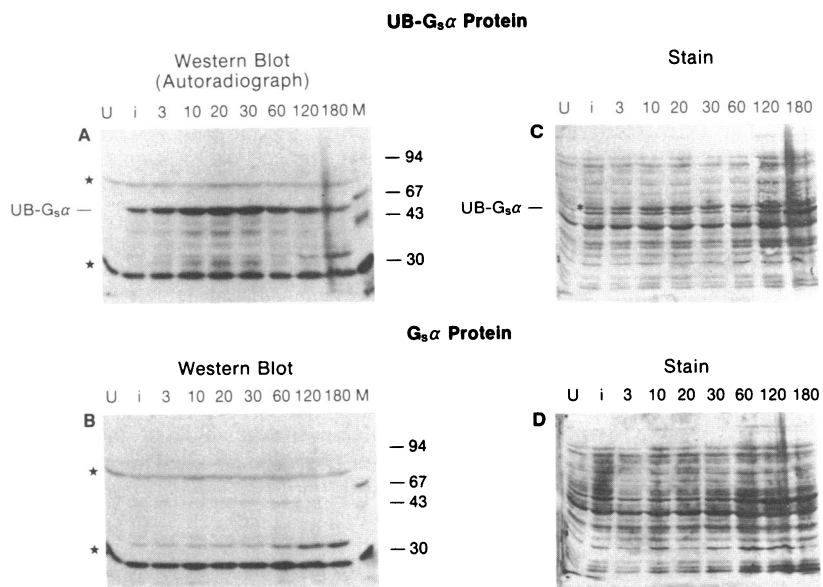 UB-Gₛα Protein
Western Blot
(Autoradiograph)
U i 3 10 20 30 60 120 180 M
A
★
UB-Gₛα —
★
— 94
— 67
— 43
— 30
Stain
U i 3 10 20 30 60 120 180
C
UB-Gₛα —
Gₛα Protein
Western Blot
U i 3 10 20 30 60 120 180 M
B
★
★
— 94
— 67
— 43
— 30
Stain
U i 3 10 20 30 60 120 180
D